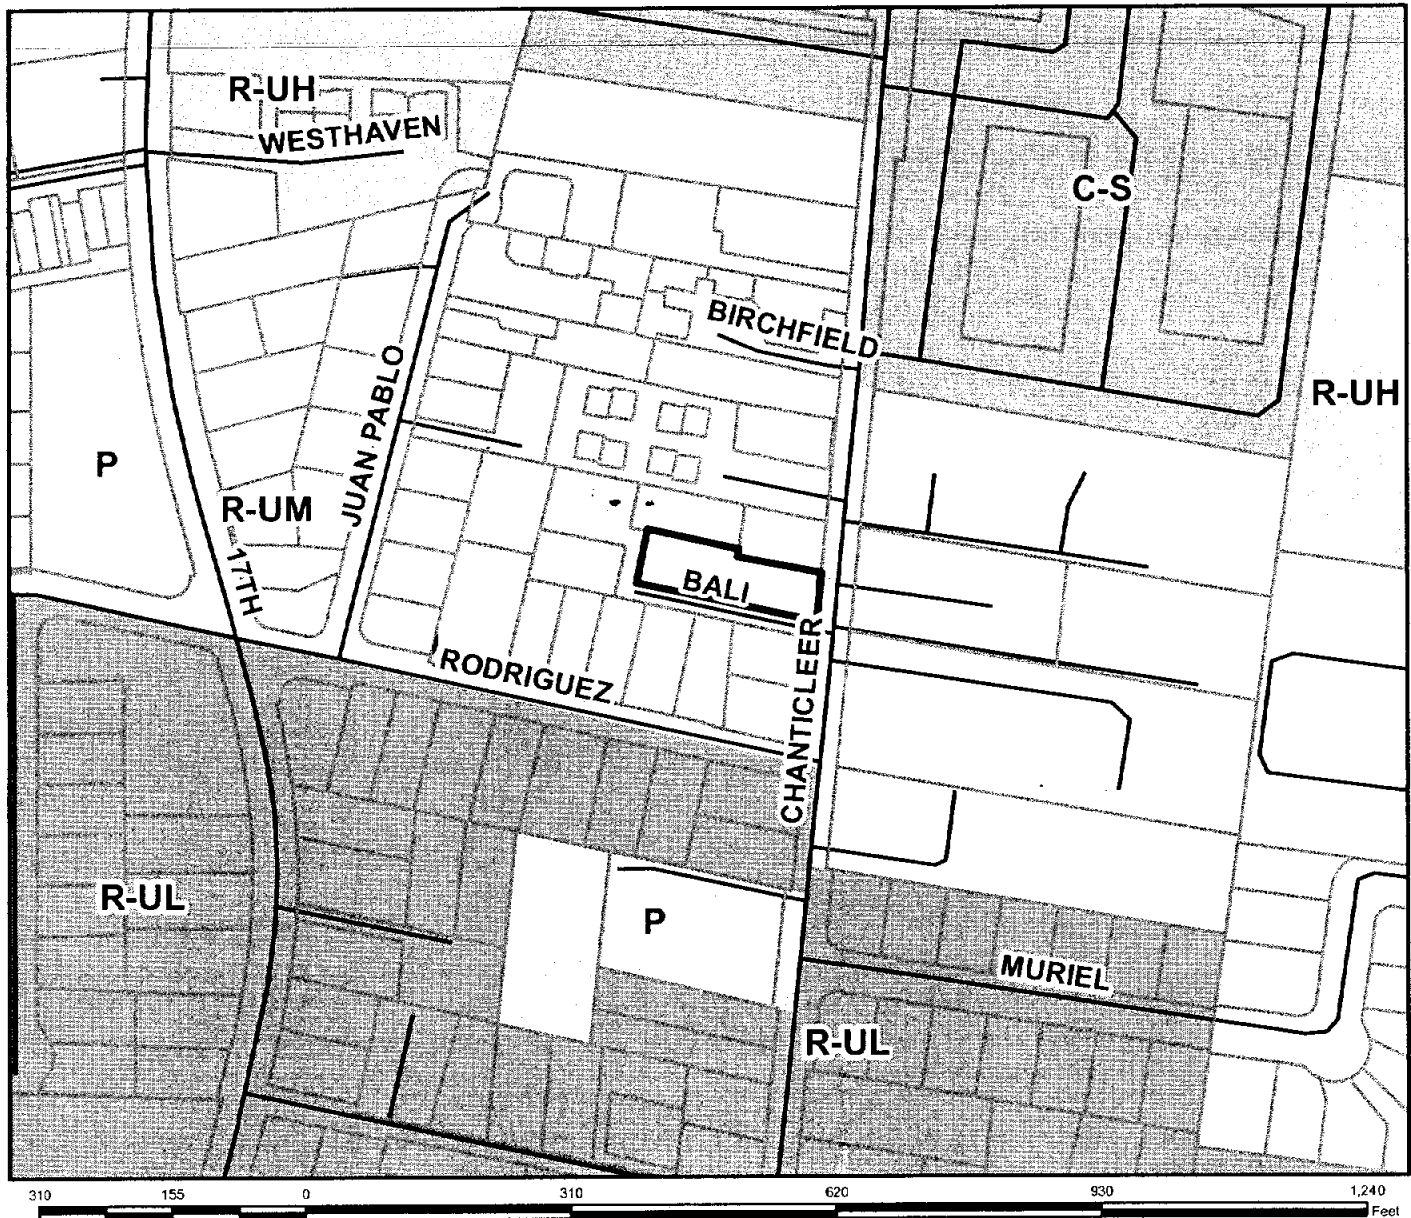 R-UH
WESTHAVEN
C-S
BIRCHFIELD
R-UH
JUAN PABLO
P
R-UM
17TH
BALI
RODRIGUEZ
CHANTICLEER
R-UL
P
MURIEL
R-UL
310 155 0 310 620 930 1,240
Feet